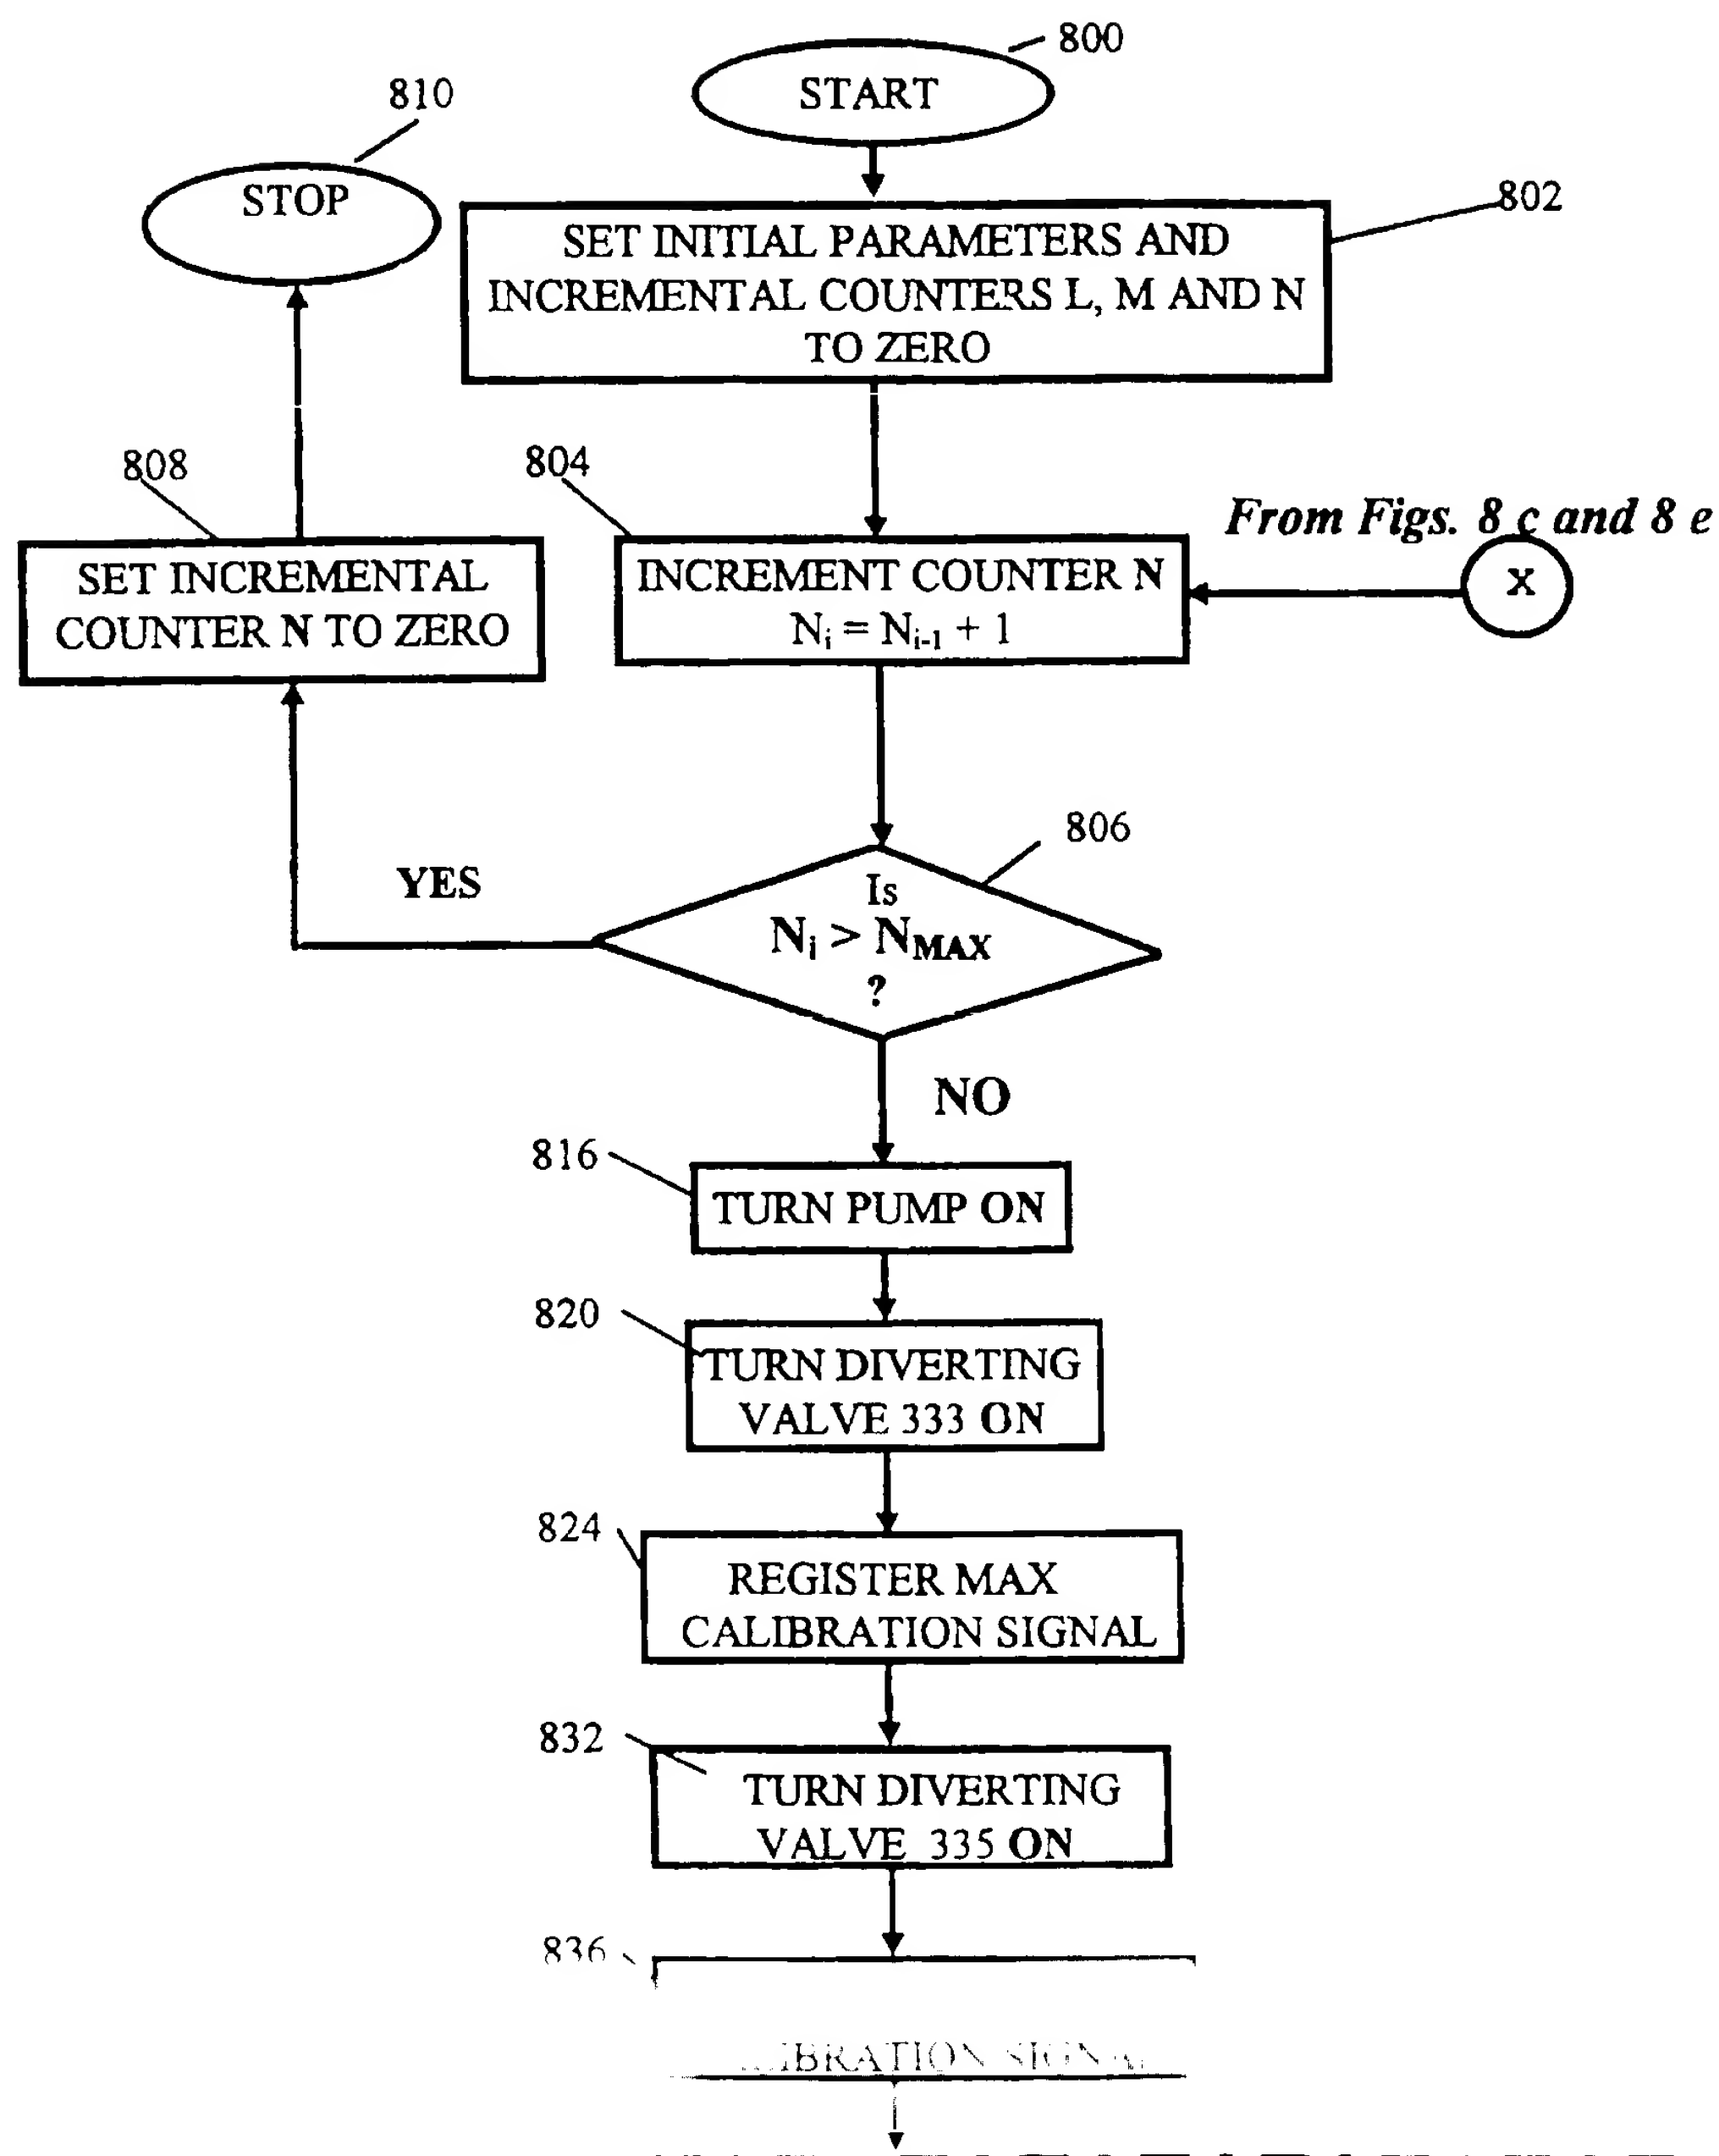 800
START
810
STOP
802
SET INITIAL PARAMETERS AND
INCREMENTAL COUNTERS L, M AND N
TO ZERO
808
804
From Figs. 8 c and 8 e
SET INCREMENTAL
COUNTER N TO ZERO
INCREMENT COUNTER N
Nᵢ = Nᵢ₋₁ + 1
X
806
YES
Is
Nᵢ > N_MAX
?
NO
816
TURN PUMP ON
820
TURN DIVERTING
VALVE 333 ON
824
REGISTER MAX
CALIBRATION SIGNAL
832
TURN DIVERTING
VALVE 335 ON
836
SIGNAL